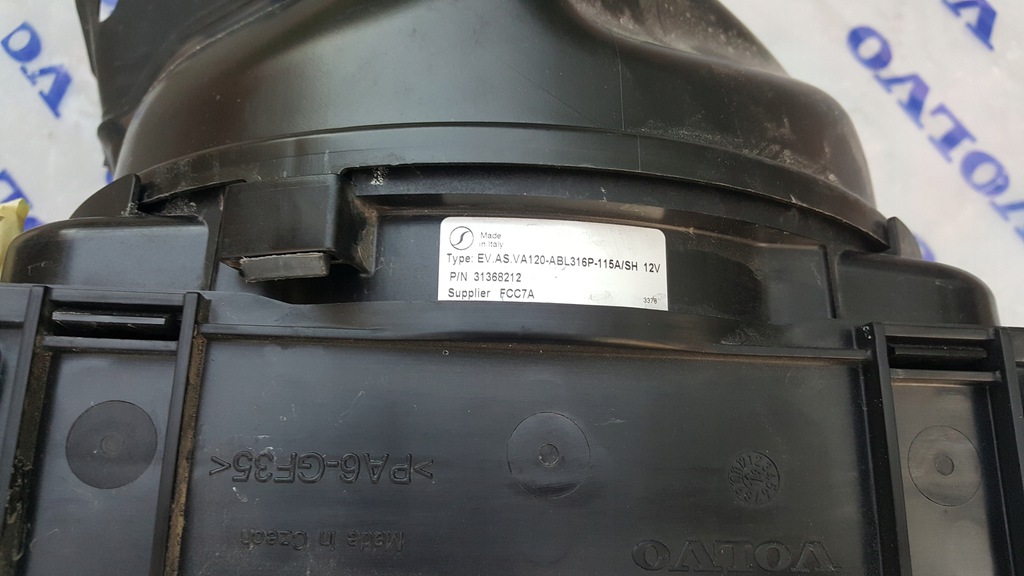 Made
in Italy
Type: EV.AS.VA120-ABL316P-115A/SH 12V
P/N 31368212
Supplier FCC7A
>PA6-GF35<
Made In Czech
VOLVO
VOLVO
VOLVO
VOLVO